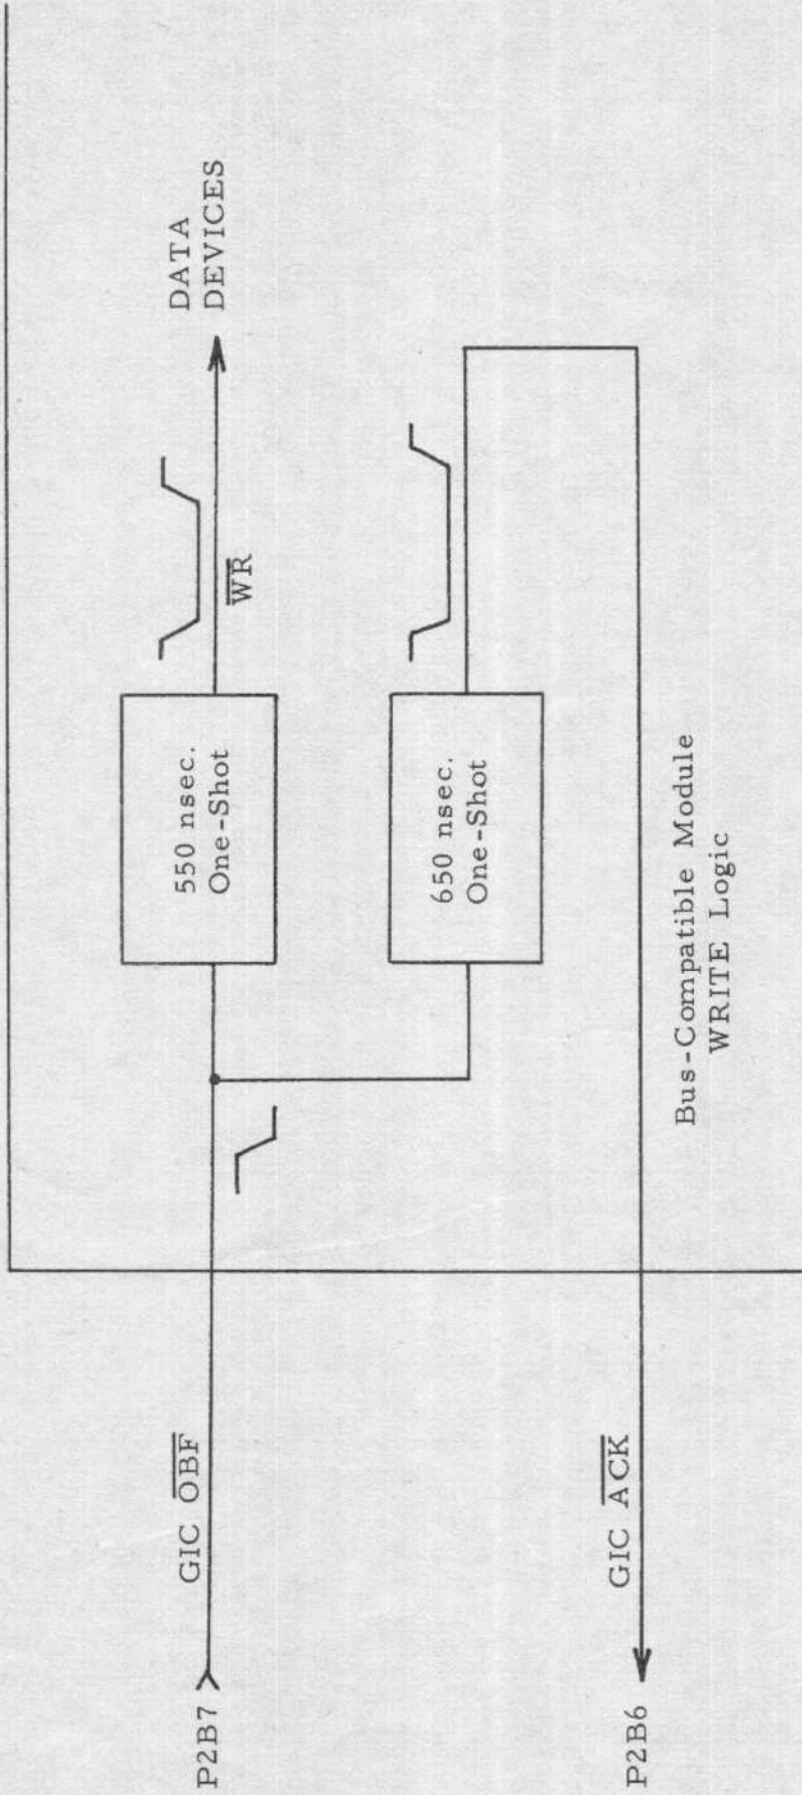 P2B7
GIC OBF
550 nsec.
One-Shot
WR
DATA
DEVICES
650 nsec.
One-Shot
P2B6
GIC ACK
Bus-Compatible Module
WRITE Logic